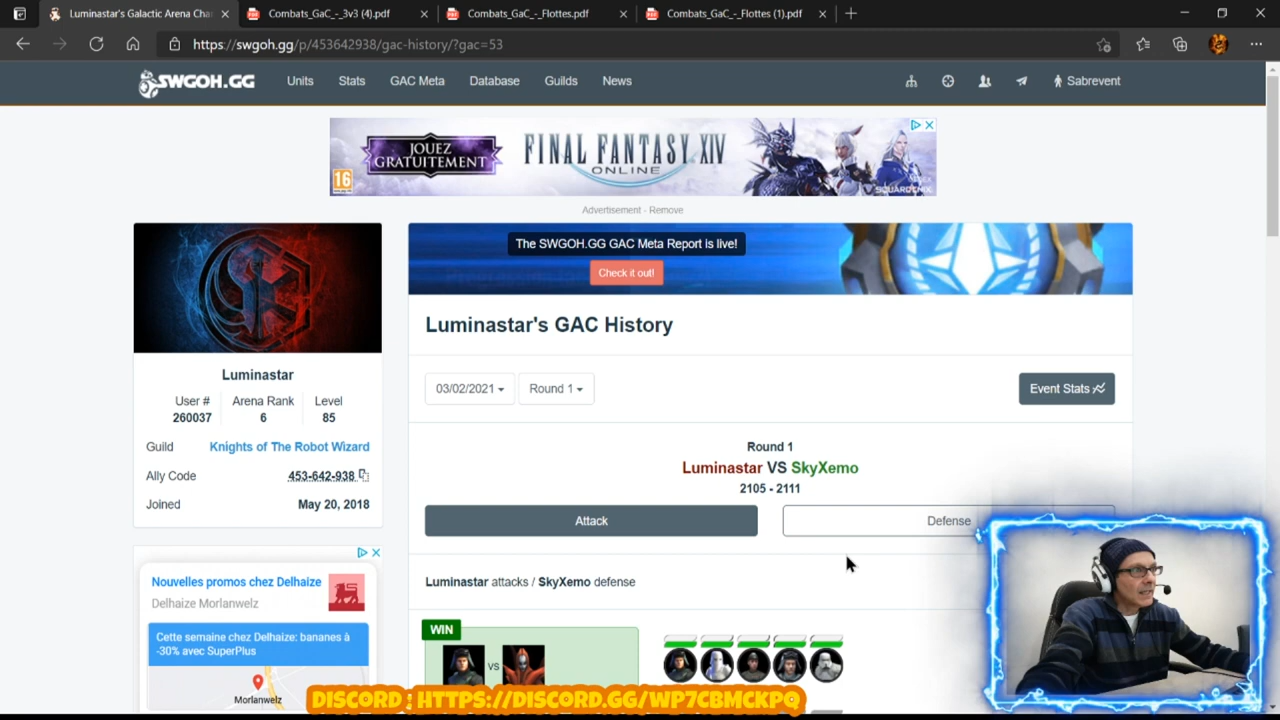 Luminastar's Galactic Arena Cha
Combats_GaC_-_3v3 (4).pdf
Combats_GaC_-_Flottes.pdf
Combats_GaC_-_Flottes (1).pdf
https://swgoh.gg/p/453642938/gac-history/?gac=53
SWGOH.GG
Units
Stats
GAC Meta
Database
Guilds
News
Sabrevent
JOUEZ
GRATUITEMENT
16
FINAL FANTASY XIV
ONLINE
SQUARE ENIX
Advertisement - Remove
The SWGOH.GG GAC Meta Report is live!
Check it out!
Luminastar's GAC History
03/02/2021
Round 1
Event Stats
Luminastar
User #
260037
Arena Rank
6
Level
85
Guild
Knights of The Robot Wizard
Ally Code
453-642-938
Joined
May 20, 2018
Round 1
Luminastar VS SkyXemo
2105 - 2111
Attack
Defense
Luminastar attacks / SkyXemo defense
WIN
VS
Nouvelles promos chez Delhaize
Delhaize Morlanwelz
Cette semaine chez Delhaize: bananes à
-30% avec SuperPlus
Morlanwelz
DISCORD : HTTPS://DISCORD.GG/WP7CBMCKPQ